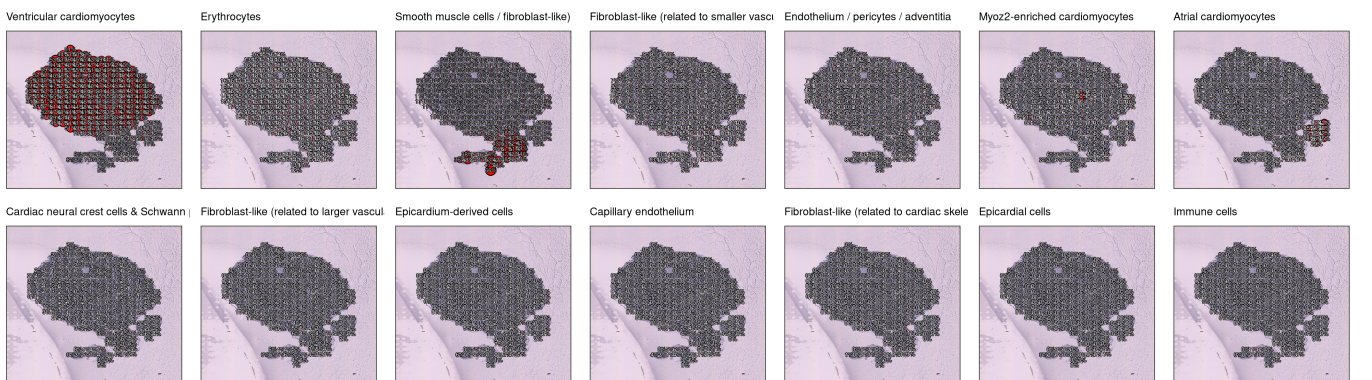 Ventricular cardiomyocytes
Erythrocytes
Smooth muscle cells / fibroblast-like)
Fibroblast-like (related to smaller vascu
Endothelium / pericytes / adventitia
Myoz2-enriched cardiomyocytes
Atrial cardiomyocytes
Cardiac neural crest cells & Schwann
Fibroblast-like (related to larger vascul
Epicardium-derived cells
Capillary endothelium
Fibroblast-like (related to cardiac skele
Epicardial cells
Immune cells